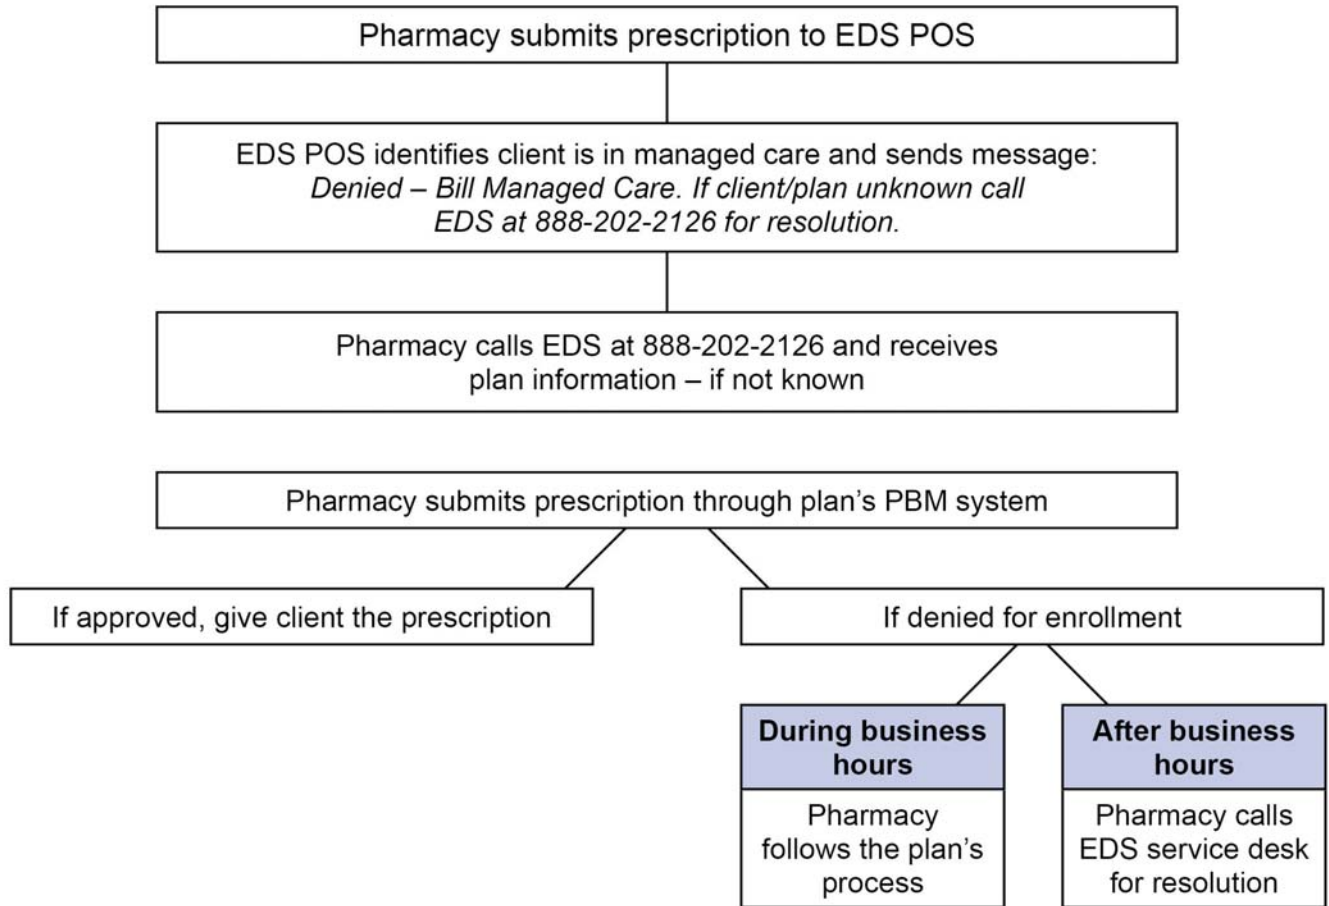 Pharmacy submits prescription to EDS POS
EDS POS identifies client is in managed care and sends message:
Denied – Bill Managed Care. If client/plan unknown call
EDS at 888-202-2126 for resolution.
Pharmacy calls EDS at 888-202-2126 and receives
plan information – if not known
Pharmacy submits prescription through plan’s PBM system
If approved, give client the prescription
If denied for enrollment
During business
hours
Pharmacy
follows the plan’s
process
After business
hours
Pharmacy calls
EDS service desk
for resolution